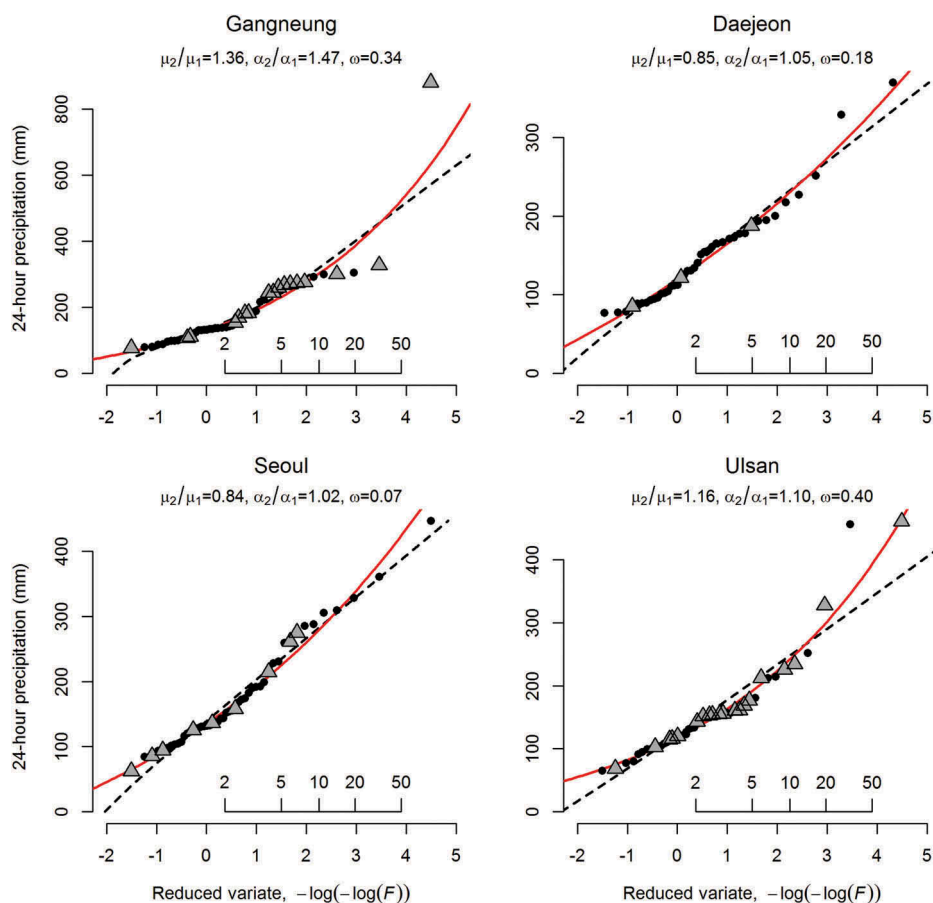 Gangneung
μ2/μ1=1.36, α2/α1=1.47, ω=0.34
24-hour precipitation (mm)
800
600
400
200
0
2 5 10 20 50
-2 -1 0 1 2 3 4 5
Daejeon
μ2/μ1=0.85, α2/α1=1.05, ω=0.18
300
200
100
0
2 5 10 20 50
-2 -1 0 1 2 3 4 5
Seoul
μ2/μ1=0.84, α2/α1=1.02, ω=0.07
24-hour precipitation (mm)
400
300
200
100
0
2 5 10 20 50
-2 -1 0 1 2 3 4 5
Reduced variate, −log(−log(F))
Ulsan
μ2/μ1=1.16, α2/α1=1.10, ω=0.40
400
300
200
100
0
2 5 10 20 50
-2 -1 0 1 2 3 4 5
Reduced variate, −log(−log(F))